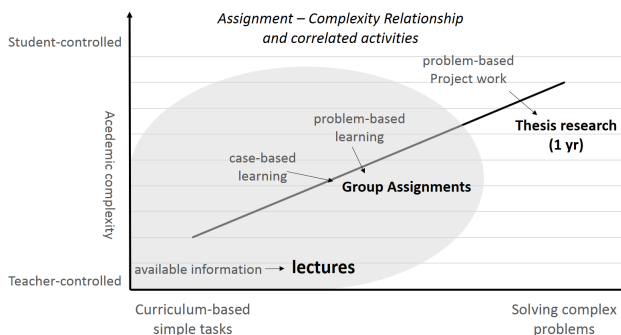 Assignment – Complexity Relationship
and correlated activities
Student-controlled
problem-based
Project work
Acedemic complexity
problem-based
learning
Thesis research
(1 yr)
case-based
learning
Group Assignments
available information
lectures
Teacher-controlled
Curriculum-based
simple tasks
Solving complex
problems